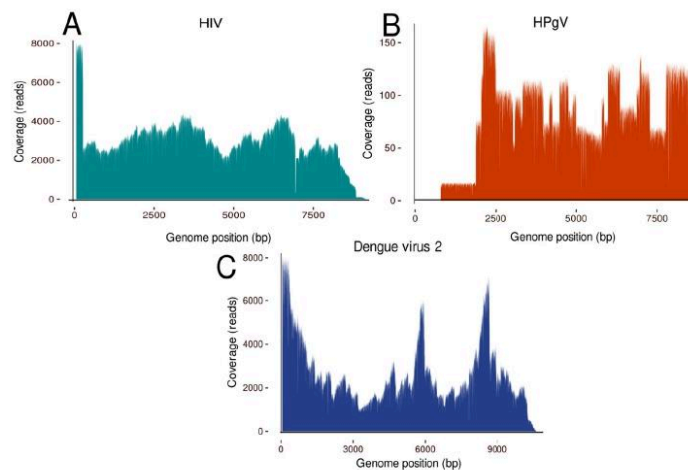 A
HIV
8000
6000
4000
2000
0
Coverage (reads)
0 2500 5000 7500
Genome position (bp)
B
HPgV
150
100
50
0
Coverage (reads)
0 2500 5000 7500
Genome position (bp)
C
Dengue virus 2
8000
6000
4000
2000
0
Coverage (reads)
0 3000 6000 9000
Genome position (bp)